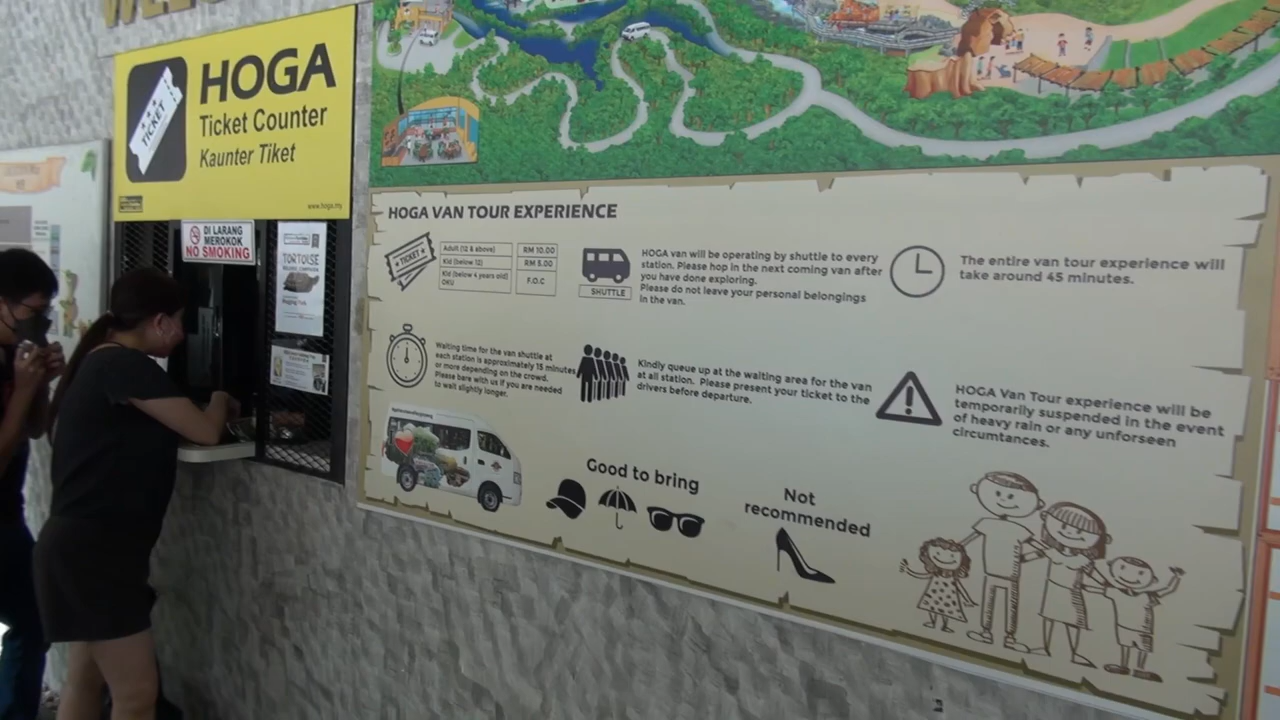 HOGA
Ticket Counter
Kaunter Tiket
TICKET
www.hoga.my
DI LARANG
MEROKOK
NO SMOKING
TORTOISE
HOGA VAN TOUR EXPERIENCE
TICKET
Adult (12 & above) RM 10.00
Kid (below 12) RM 5.00
Kid (below 4 years old)
OKU
F.O.C
SHUTTLE
HOGA van will be operating by shuttle to every
station. Please hop in the next coming van after
you have done exploring.
Please do not leave your personal belongings
in the van.
The entire van tour experience will
take around 45 minutes.
Waiting time for the van shuttle at
each station is approximately 15 minutes
or more depending on the crowd.
Please bare with us if you are needed
to wait slightly longer.
Kindly queue up at the waiting area for the van
at all station. Please present your ticket to the
drivers before departure.
HOGA Van Tour experience will be
temporarily suspended in the event
of heavy rain or any unforseen
circumtances.
Good to bring
Not
recommended